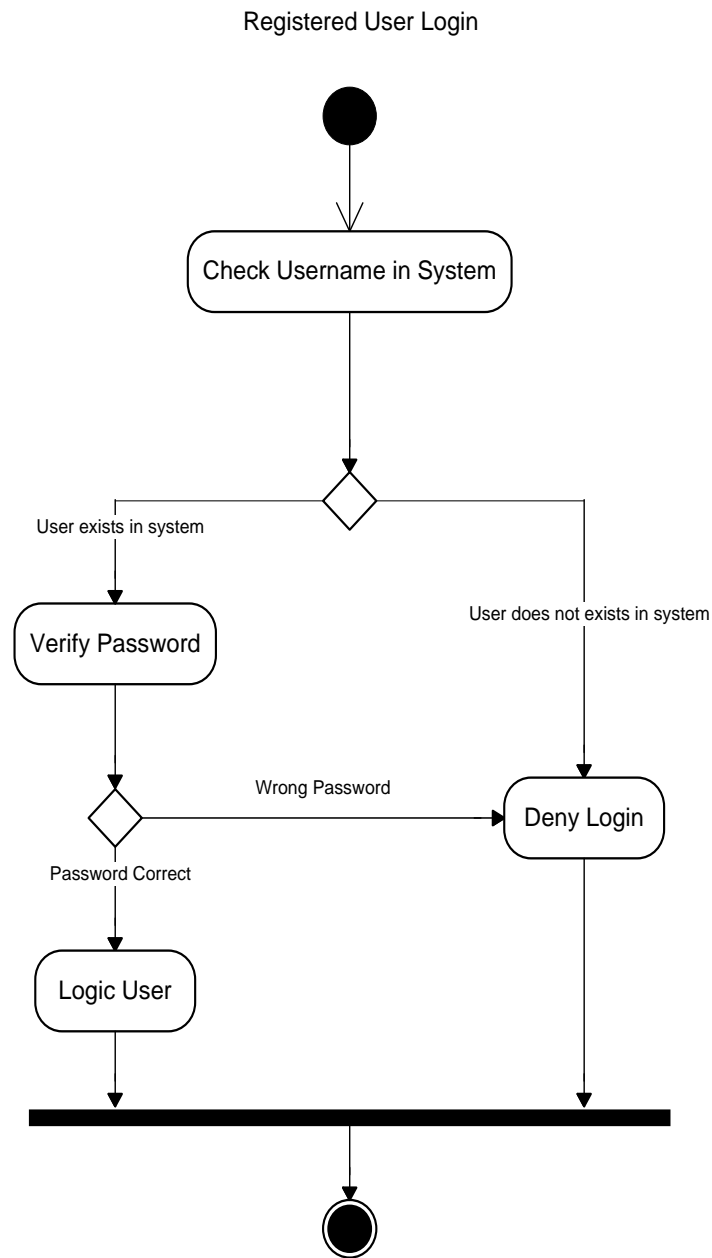 Registered User Login
Check Username in System
User exists in system
User does not exists in system
Verify Password
Wrong Password
Deny Login
Password Correct
Logic User